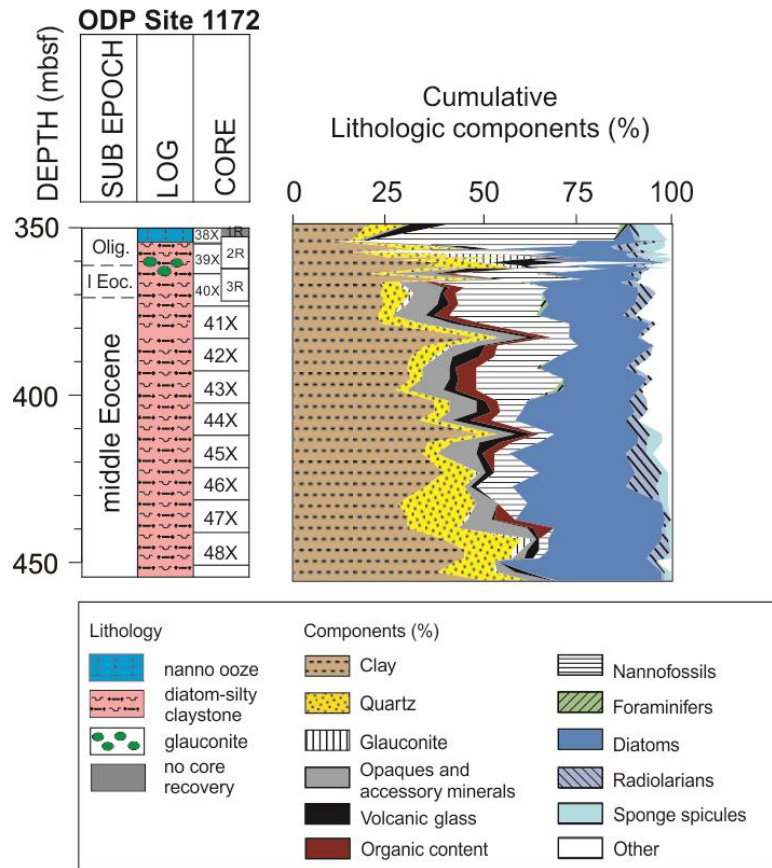 ODP Site 1172
DEPTH (mbsf)
SUB EPOCH
LOG
CORE
Cumulative
Lithologic components (%)
0 25 50 75 100
350
400
450
Olig.
l Eoc.
middle Eocene
38X
39X
40X
41X
42X
43X
44X
45X
46X
47X
48X
1R
2R
3R
Lithology
nanno ooze
diatom-silty
claystone
glauconite
no core
recovery
Components (%)
Clay
Quartz
Glauconite
Opaques and
accessory minerals
Volcanic glass
Organic content
Nannofossils
Foraminifers
Diatoms
Radiolarians
Sponge spicules
Other